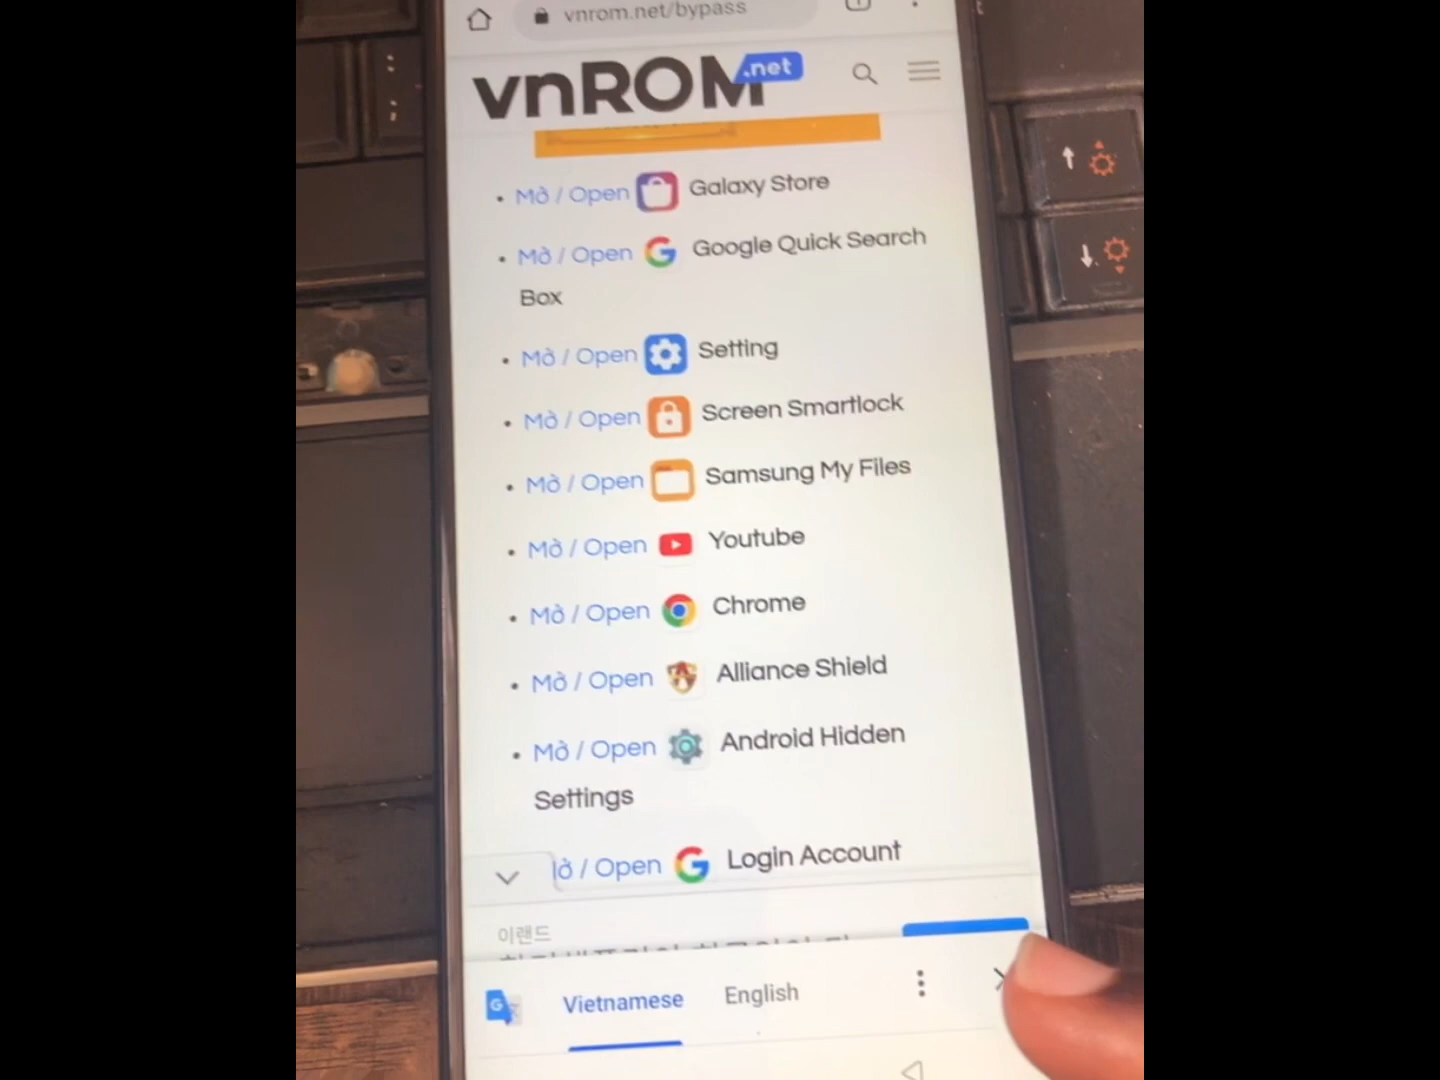 vnrom.net/bypass
vnROM.net
Mở / Open Galaxy Store
Mở / Open Google Quick Search
Box
Mở / Open Setting
Mở / Open Screen Smartlock
Mở / Open Samsung My Files
Mở / Open Youtube
Mở / Open Chrome
Mở / Open Alliance Shield
Mở / Open Android Hidden
Settings
ở / Open Login Account
이랜드
Vietnamese English